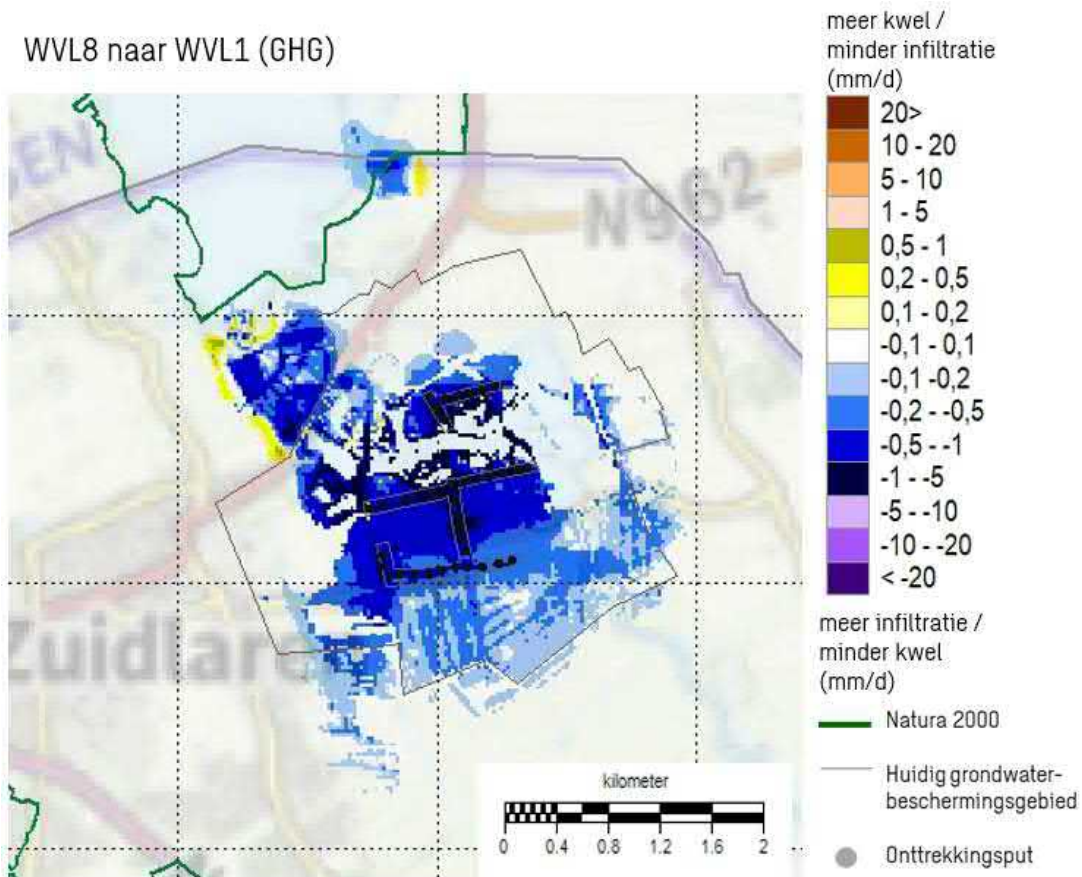 WVL8 naar WVL1 (GHG)
N962
Zuidlare
kilometer
0 0.4 0.8 1.2 1.6 2
meer kwel /
minder infiltratie
(mm/d)
20>
10 - 20
5 - 10
1 - 5
0,5 - 1
0,2 - 0,5
0,1 - 0,2
-0,1 - 0,1
-0,1 -0,2
-0,2 --0,5
-0,5 --1
-1 --5
-5 --10
-10 --20
< -20
meer infiltratie /
minder kwel
(mm/d)
Natura 2000
Huidig grondwater-
beschermingsgebied
Onttrekkingsput